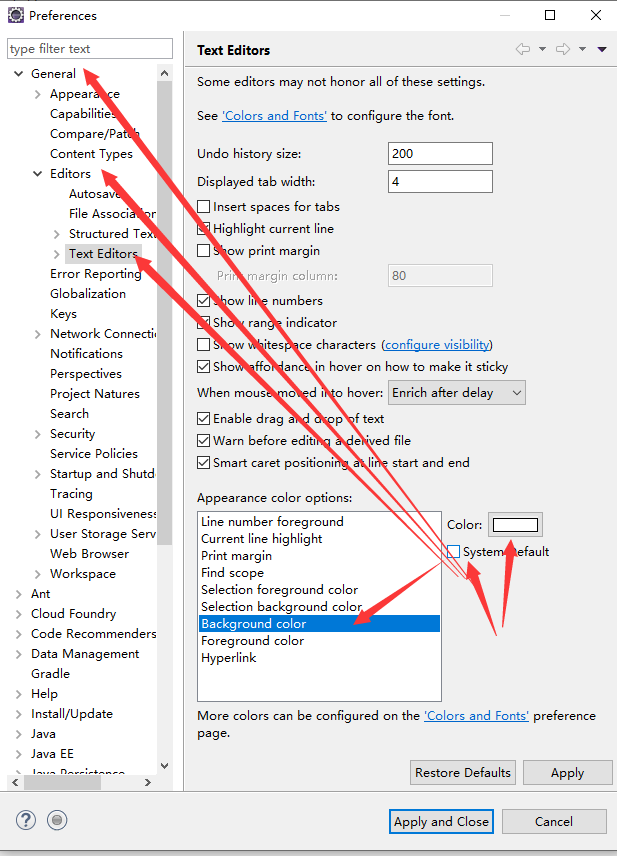 Preferences
type filter text
General
Appearance
Capabilities
Compare/Patch
Content Types
Editors
Autosave
File Association
Structured Tex
Text Editors
Error Reporting
Globalization
Keys
Network Connectio
Notifications
Perspectives
Project Natures
Search
Security
Service Policies
Startup and Shutd
Tracing
UI Responsiveness
User Storage Serv
Web Browser
Workspace
Ant
Cloud Foundry
Code Recommenders
Data Management
Gradle
Help
Install/Update
Java
Java EE
Java Persistence
Text Editors
Some editors may not honor all of these settings.
See 'Colors and Fonts' to configure the font.
Undo history size: 200
Displayed tab width: 4
Insert spaces for tabs
Highlight current line
Show print margin
Print margin column: 80
Show line numbers
Show range indicator
Show whitespace characters (configure visibility)
Show affordance in hover on how to make it sticky
When mouse moved into hover: Enrich after delay
Enable drag and drop of text
Warn before editing a derived file
Smart caret positioning at line start and end
Appearance color options:
Line number foreground
Current line highlight
Print margin
Find scope
Selection foreground color
Selection background color
Background color
Foreground color
Hyperlink
Color:
System Default
More colors can be configured on the 'Colors and Fonts' preference
page.
Restore Defaults Apply
Apply and Close Cancel